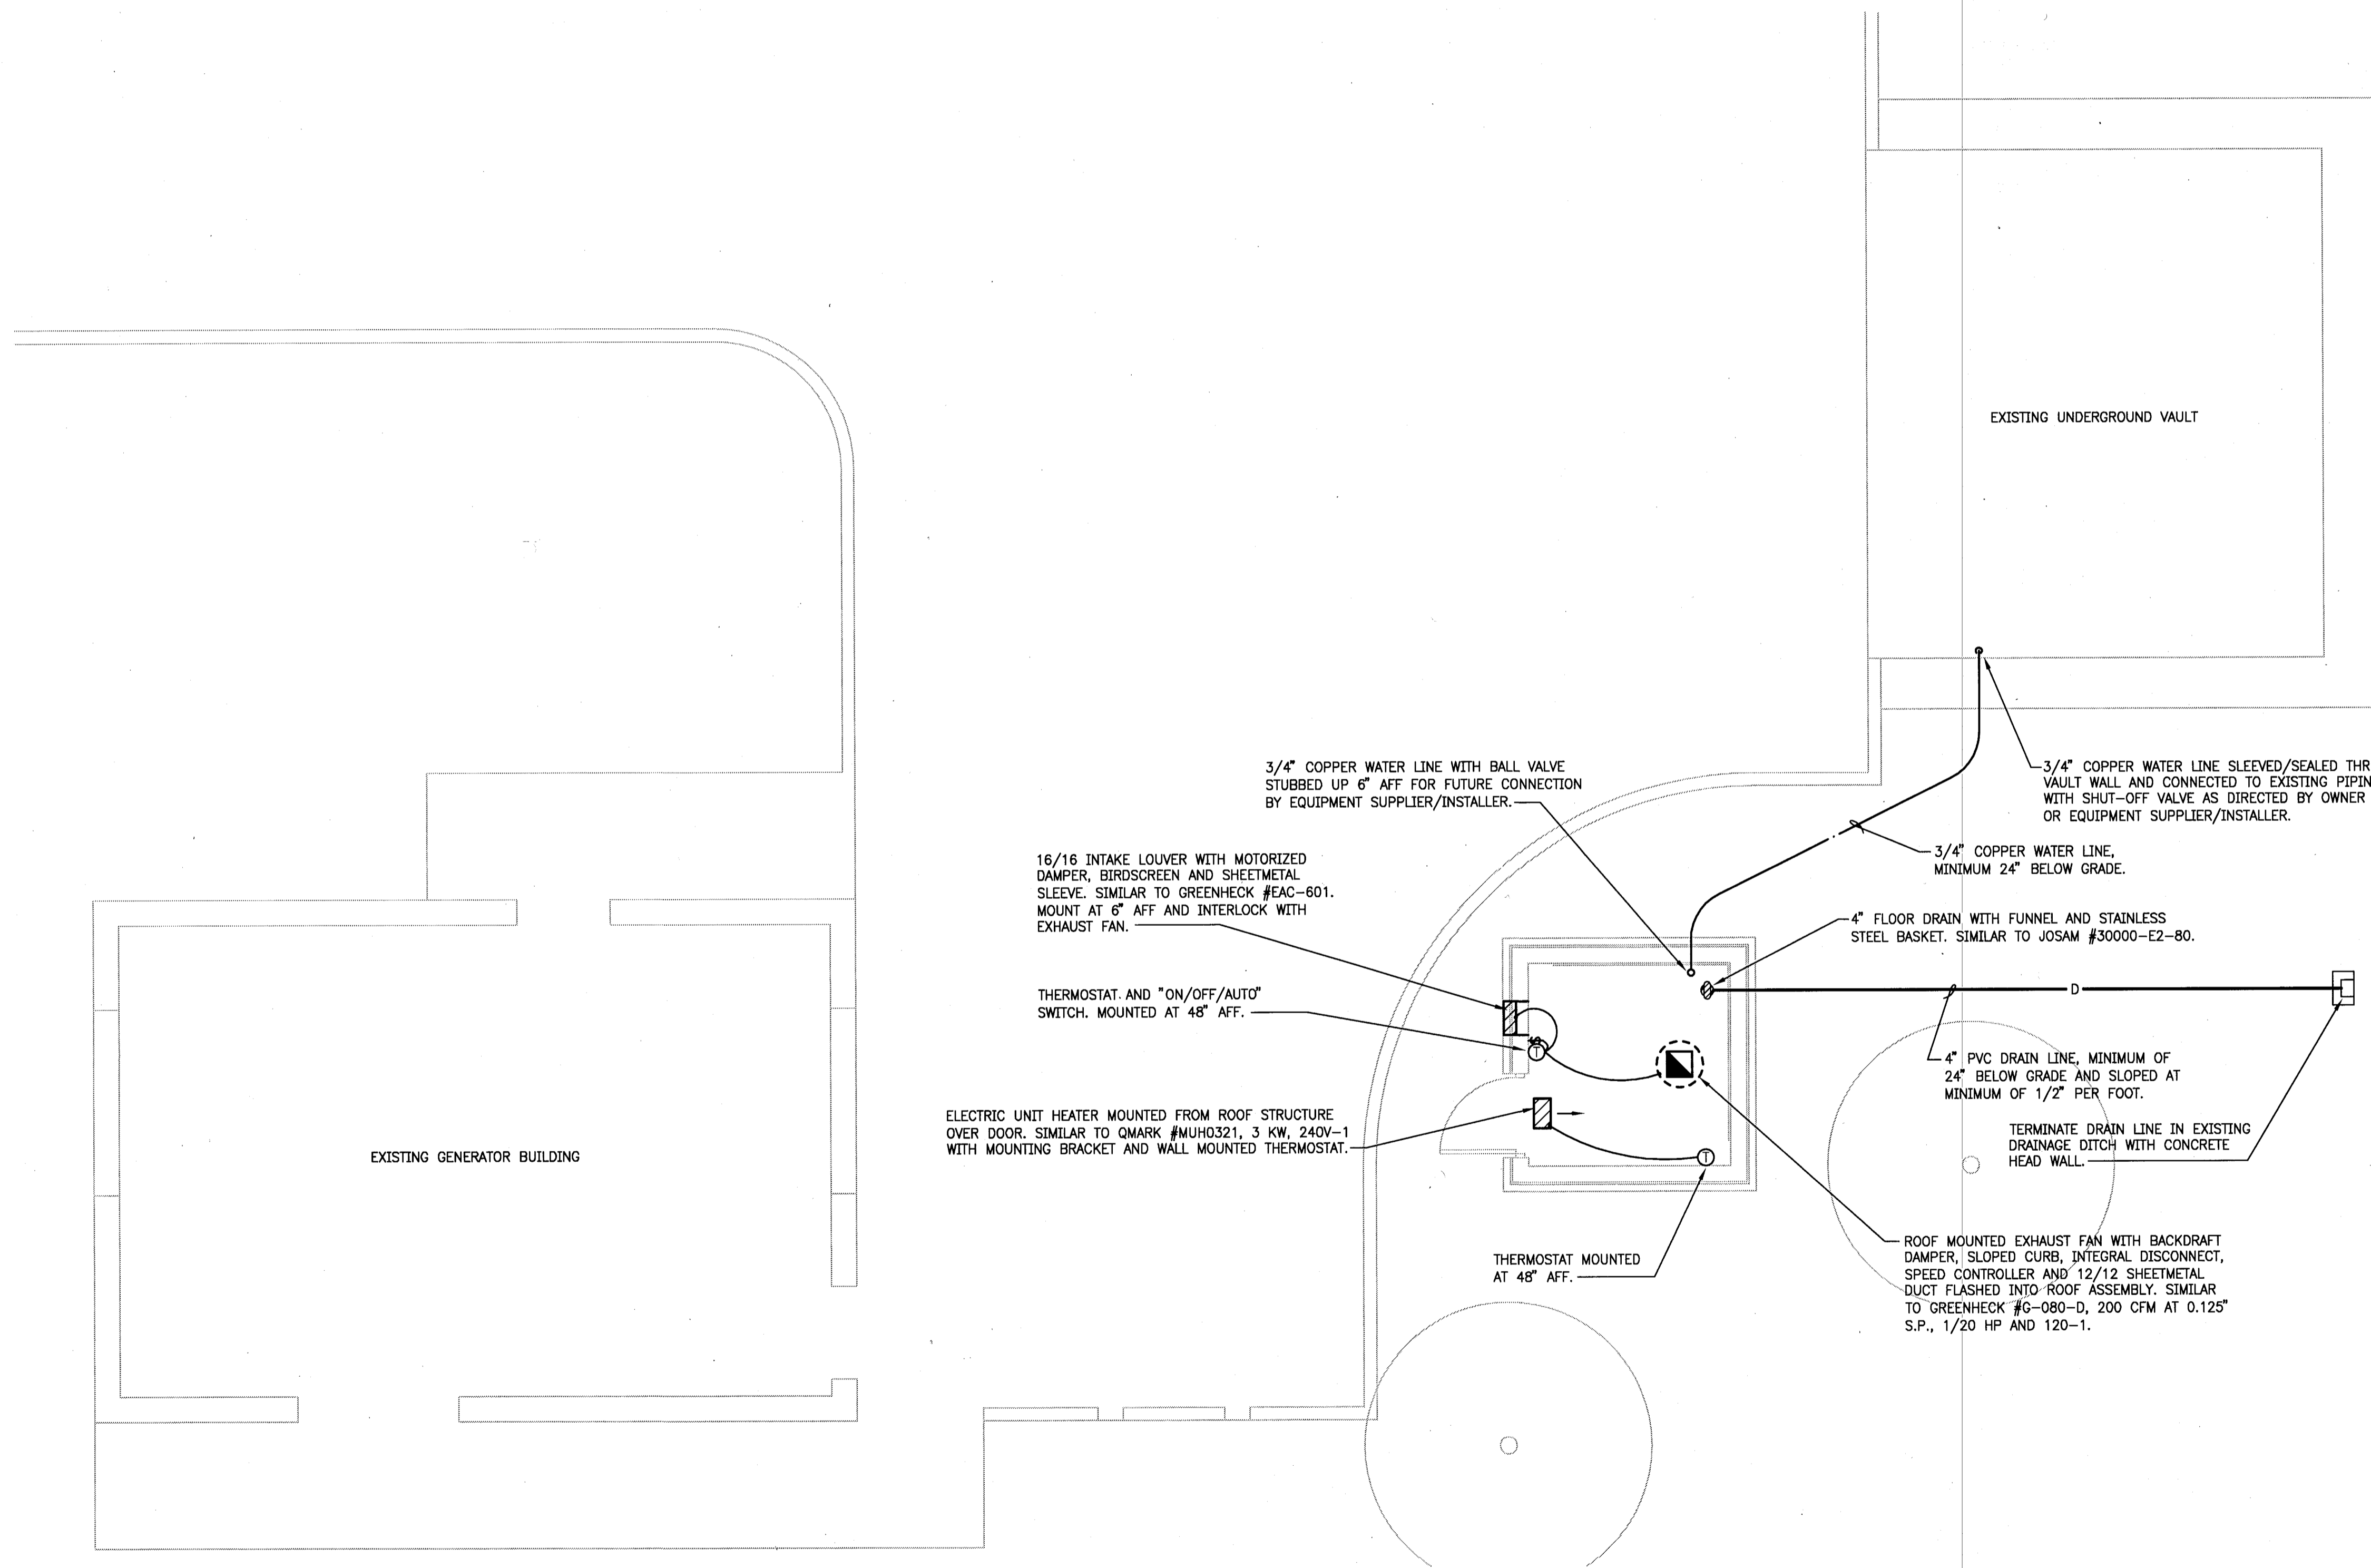 EXISTING UNDERGROUND VAULT
3/4" COPPER WATER LINE WITH BALL VALVE
STUBBED UP 6" AFF FOR FUTURE CONNECTION
BY EQUIPMENT SUPPLIER/INSTALLER.
3/4" COPPER WATER LINE SLEEVED/SEALED THR
VAULT WALL AND CONNECTED TO EXISTING PIPIN
WITH SHUT-OFF VALVE AS DIRECTED BY OWNER
OR EQUIPMENT SUPPLIER/INSTALLER.
3/4" COPPER WATER LINE,
MINIMUM 24" BELOW GRADE.
16/16 INTAKE LOUVER WITH MOTORIZED
DAMPER, BIRDSCREEN AND SHEETMETAL
SLEEVE. SIMILAR TO GREENHECK #EAC-601.
MOUNT AT 6" AFF AND INTERLOCK WITH
EXHAUST FAN.
4" FLOOR DRAIN WITH FUNNEL AND STAINLESS
STEEL BASKET. SIMILAR TO JOSAM #30000-E2-80.
THERMOSTAT AND "ON/OFF/AUTO"
SWITCH. MOUNTED AT 48" AFF.
D
T
4" PVC DRAIN LINE, MINIMUM OF
24" BELOW GRADE AND SLOPED AT
MINIMUM OF 1/2" PER FOOT.
ELECTRIC UNIT HEATER MOUNTED FROM ROOF STRUCTURE
OVER DOOR. SIMILAR TO QMARK #MUH0321, 3 KW, 240V-1
WITH MOUNTING BRACKET AND WALL MOUNTED THERMOSTAT.
T
TERMINATE DRAIN LINE IN EXISTING
DRAINAGE DITCH WITH CONCRETE
HEAD WALL.
EXISTING GENERATOR BUILDING
THERMOSTAT MOUNTED
AT 48" AFF.
ROOF MOUNTED EXHAUST FAN WITH BACKDRAFT
DAMPER, SLOPED CURB, INTEGRAL DISCONNECT,
SPEED CONTROLLER AND 12/12 SHEETMETAL
DUCT FLASHED INTO ROOF ASSEMBLY. SIMILAR
TO GREENHECK #G-080-D, 200 CFM AT 0.125"
S.P., 1/20 HP AND 120-1.